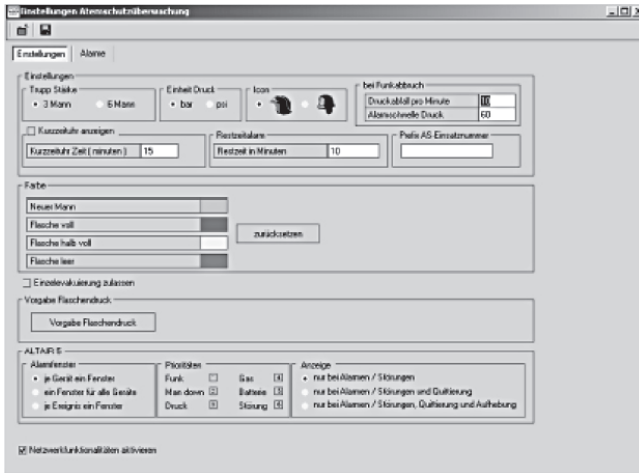 Einstellungen Atemschutzüberwachung
Einstellungen Alarme
Einstellungen
Trupp Stärke
3 Mann 6 Mann
Einheit Druck
bar psi
Icon
bei Funkabbruch
Druckabfall pro Minute 10
Alarmschwelle Druck 60
Kurzzeituhr anzeigen
Kurzzeituhr Zeit ( minuten ) 15
Restzeitalarm
Restzeit in Minuten 10
Prefix AS-Einsatznummer
Farbe
Neuer Mann
Flasche voll
Flasche halb voll
Flasche leer
zurücksetzen
Einzelevakuierung zulassen
Vorgabe Flaschendruck
Vorgabe Flaschendruck
ALTAIR 5
Alarmfenster
je Gerät ein Fenster
ein Fenster für alle Geräte
je Ereignis ein Fenster
Prioritäten
Funk Gas
Man down Batterie
Druck Störung
Anzeige
nur bei Alarmen / Störungen
nur bei Alarmen / Störungen und Quittierung
nur bei Alarmen / Störungen, Quittierung und Aufhebung
Netzwerkfunktionalitäten aktivieren